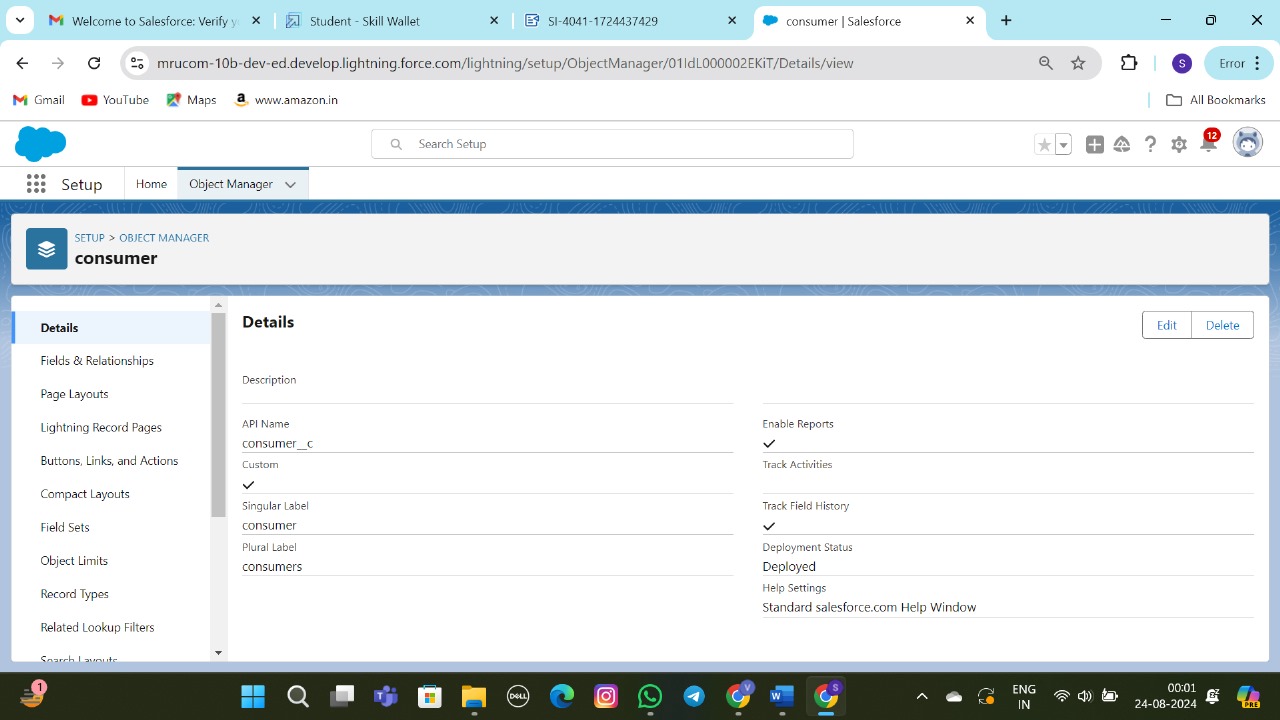 Welcome to Salesforce: Verify y
Student - Skill Wallet
SI-4041-1724437429
consumer | Salesforce
mrucom-10b-dev-ed.develop.lightning.force.com/lightning/setup/ObjectManager/01IdL000002EKiT/Details/view
S
Error
Gmail
YouTube
Maps
www.amazon.in
All Bookmarks
Search Setup
12
Setup
Home
Object Manager
SETUP > OBJECT MANAGER
consumer
Details
Fields & Relationships
Page Layouts
Lightning Record Pages
Buttons, Links, and Actions
Compact Layouts
Field Sets
Object Limits
Record Types
Related Lookup Filters
Search Layouts
Details
Edit
Delete
Description
API Name
consumer__c
Custom
Singular Label
consumer
Plural Label
consumers
Enable Reports
Track Activities
Track Field History
Deployment Status
Deployed
Help Settings
Standard salesforce.com Help Window
1
DELL
V
S
ENG
IN
00:01
24-08-2024
PRE